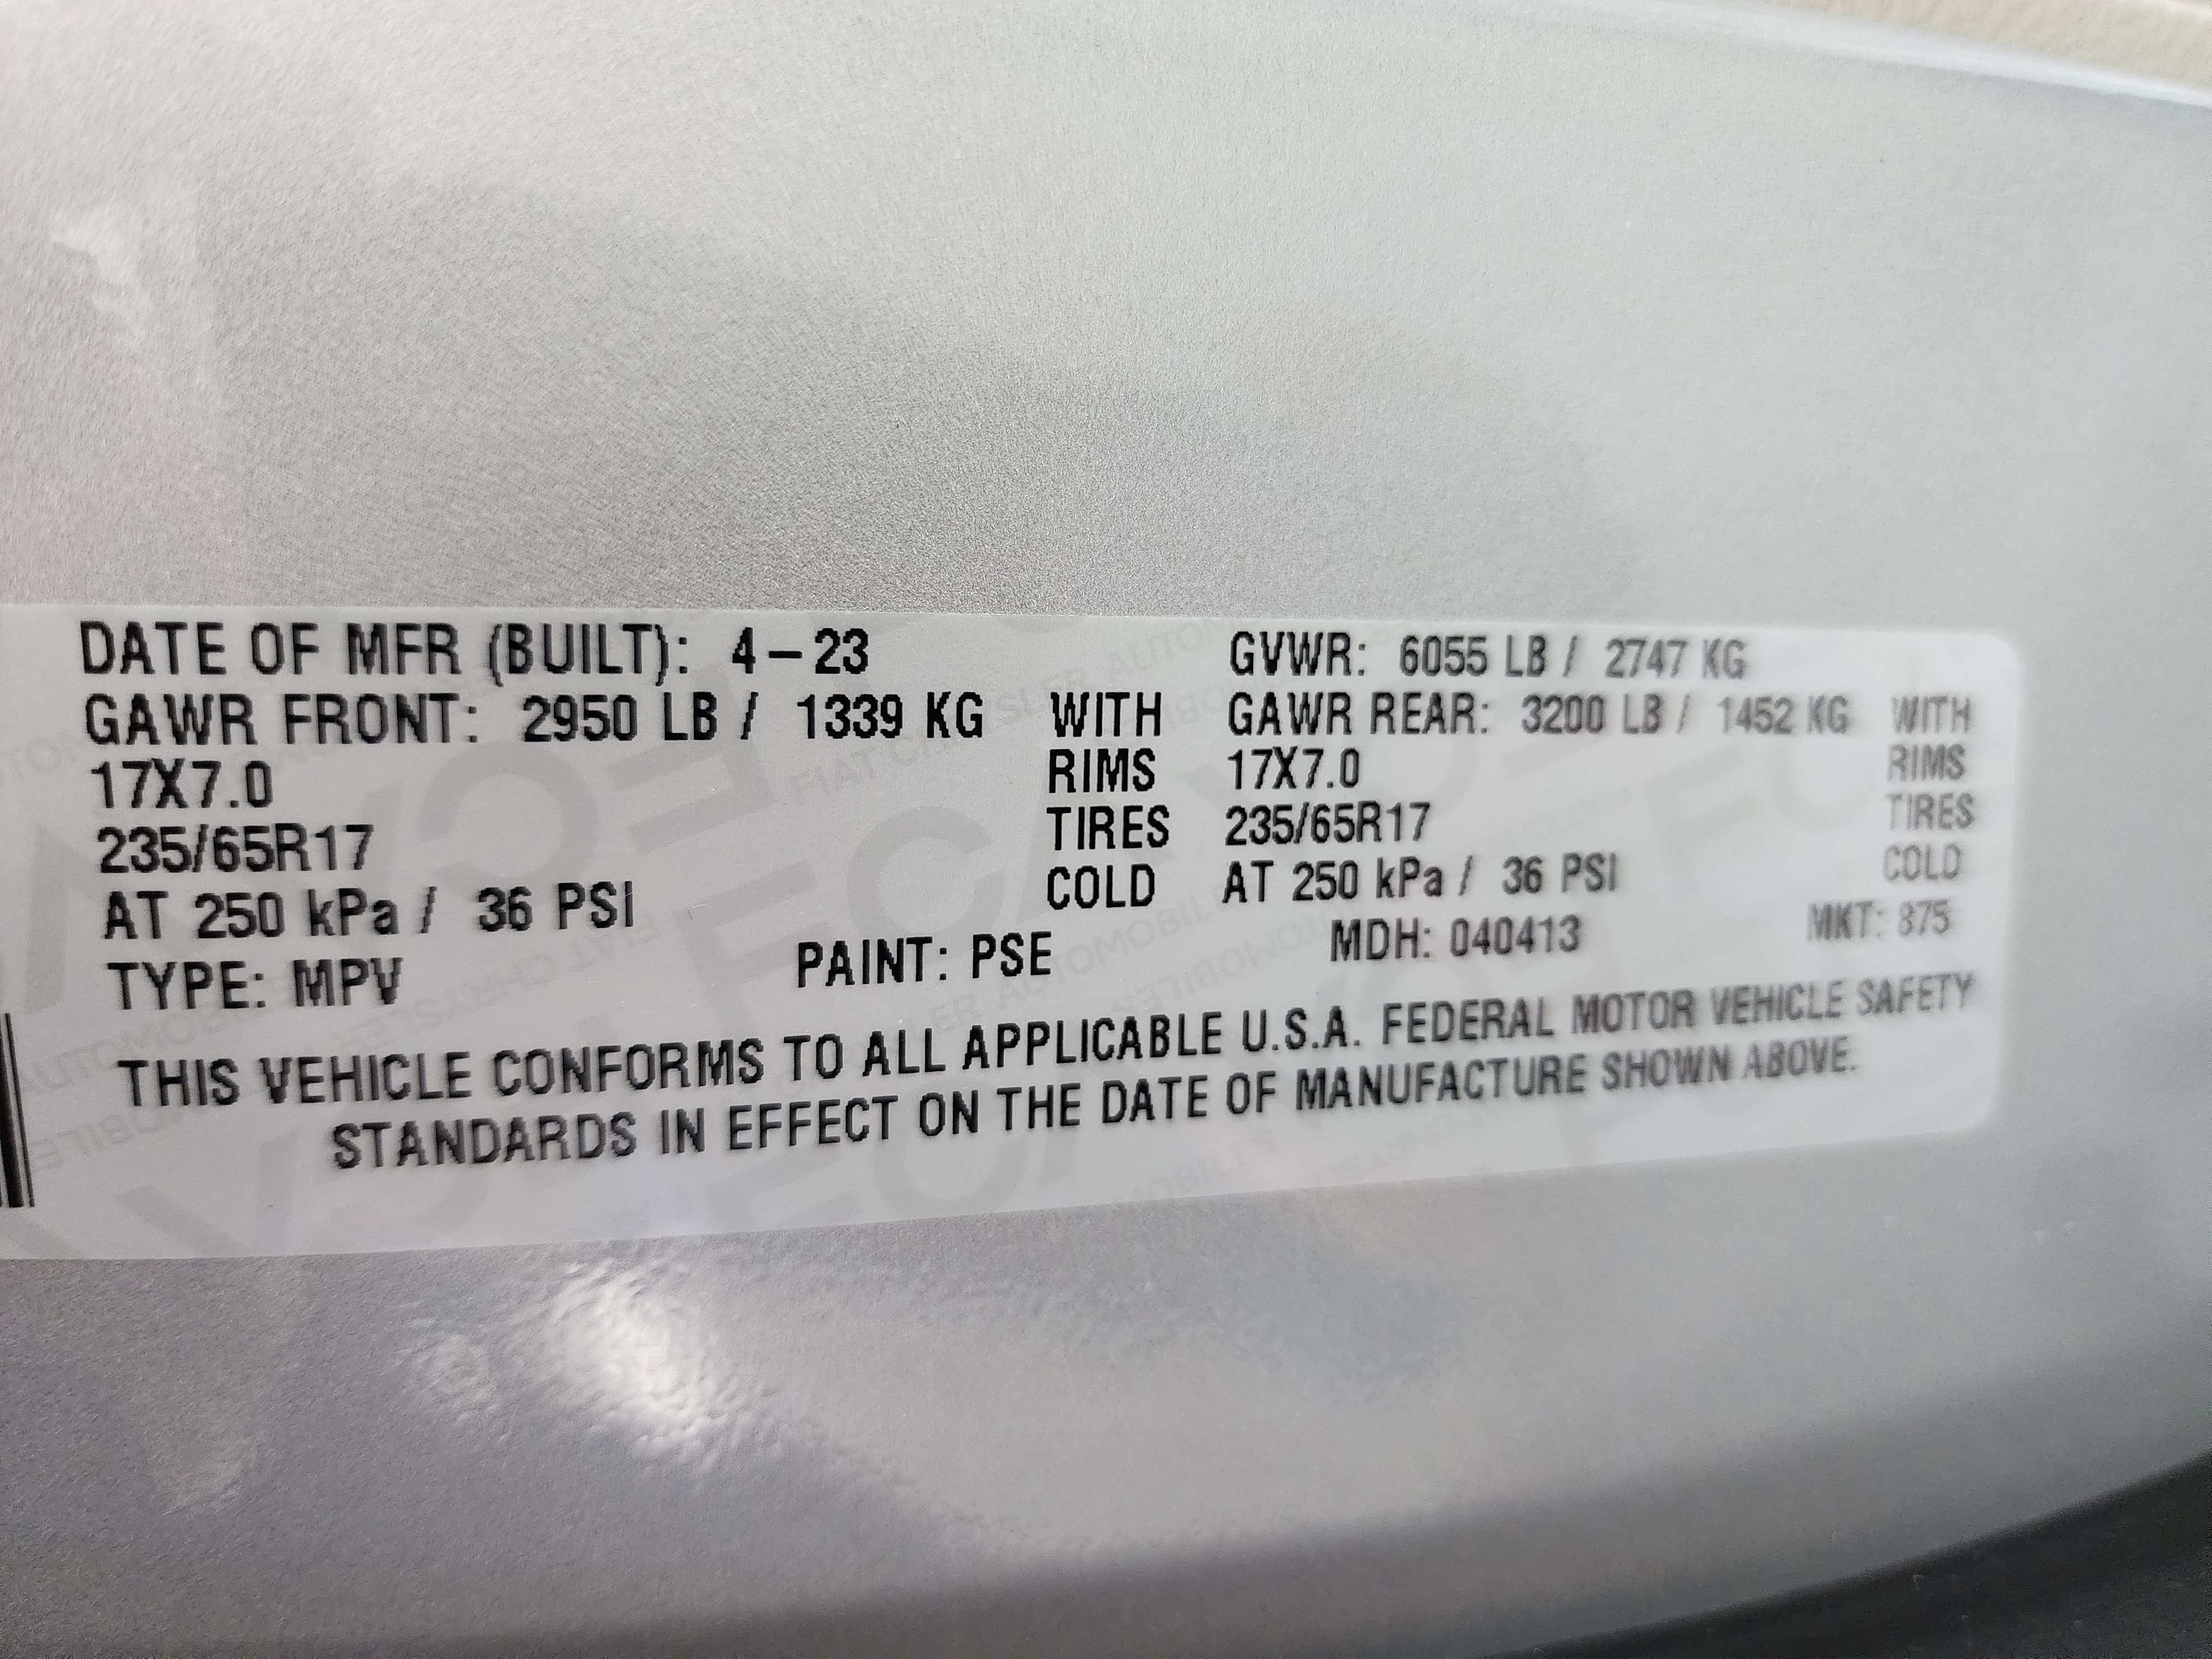 DATE OF MFR (BUILT): 4-23 GVWR: 6055 LB / 2747 KG
GAWR FRONT: 2950 LB / 1339 KG WITH GAWR REAR: 3200 LB / 1452 KG WITH
17X7.0 RIMS 17X7.0 RIMS
235/65R17 TIRES 235/65R17 TIRES
AT 250 kPa / 36 PSI COLD AT 250 kPa / 36 PSI COLD
TYPE: MPV PAINT: PSE MDH: 040413 MKT: 875
THIS VEHICLE CONFORMS TO ALL APPLICABLE U.S.A. FEDERAL MOTOR VEHICLE SAFETY
STANDARDS IN EFFECT ON THE DATE OF MANUFACTURE SHOWN ABOVE.